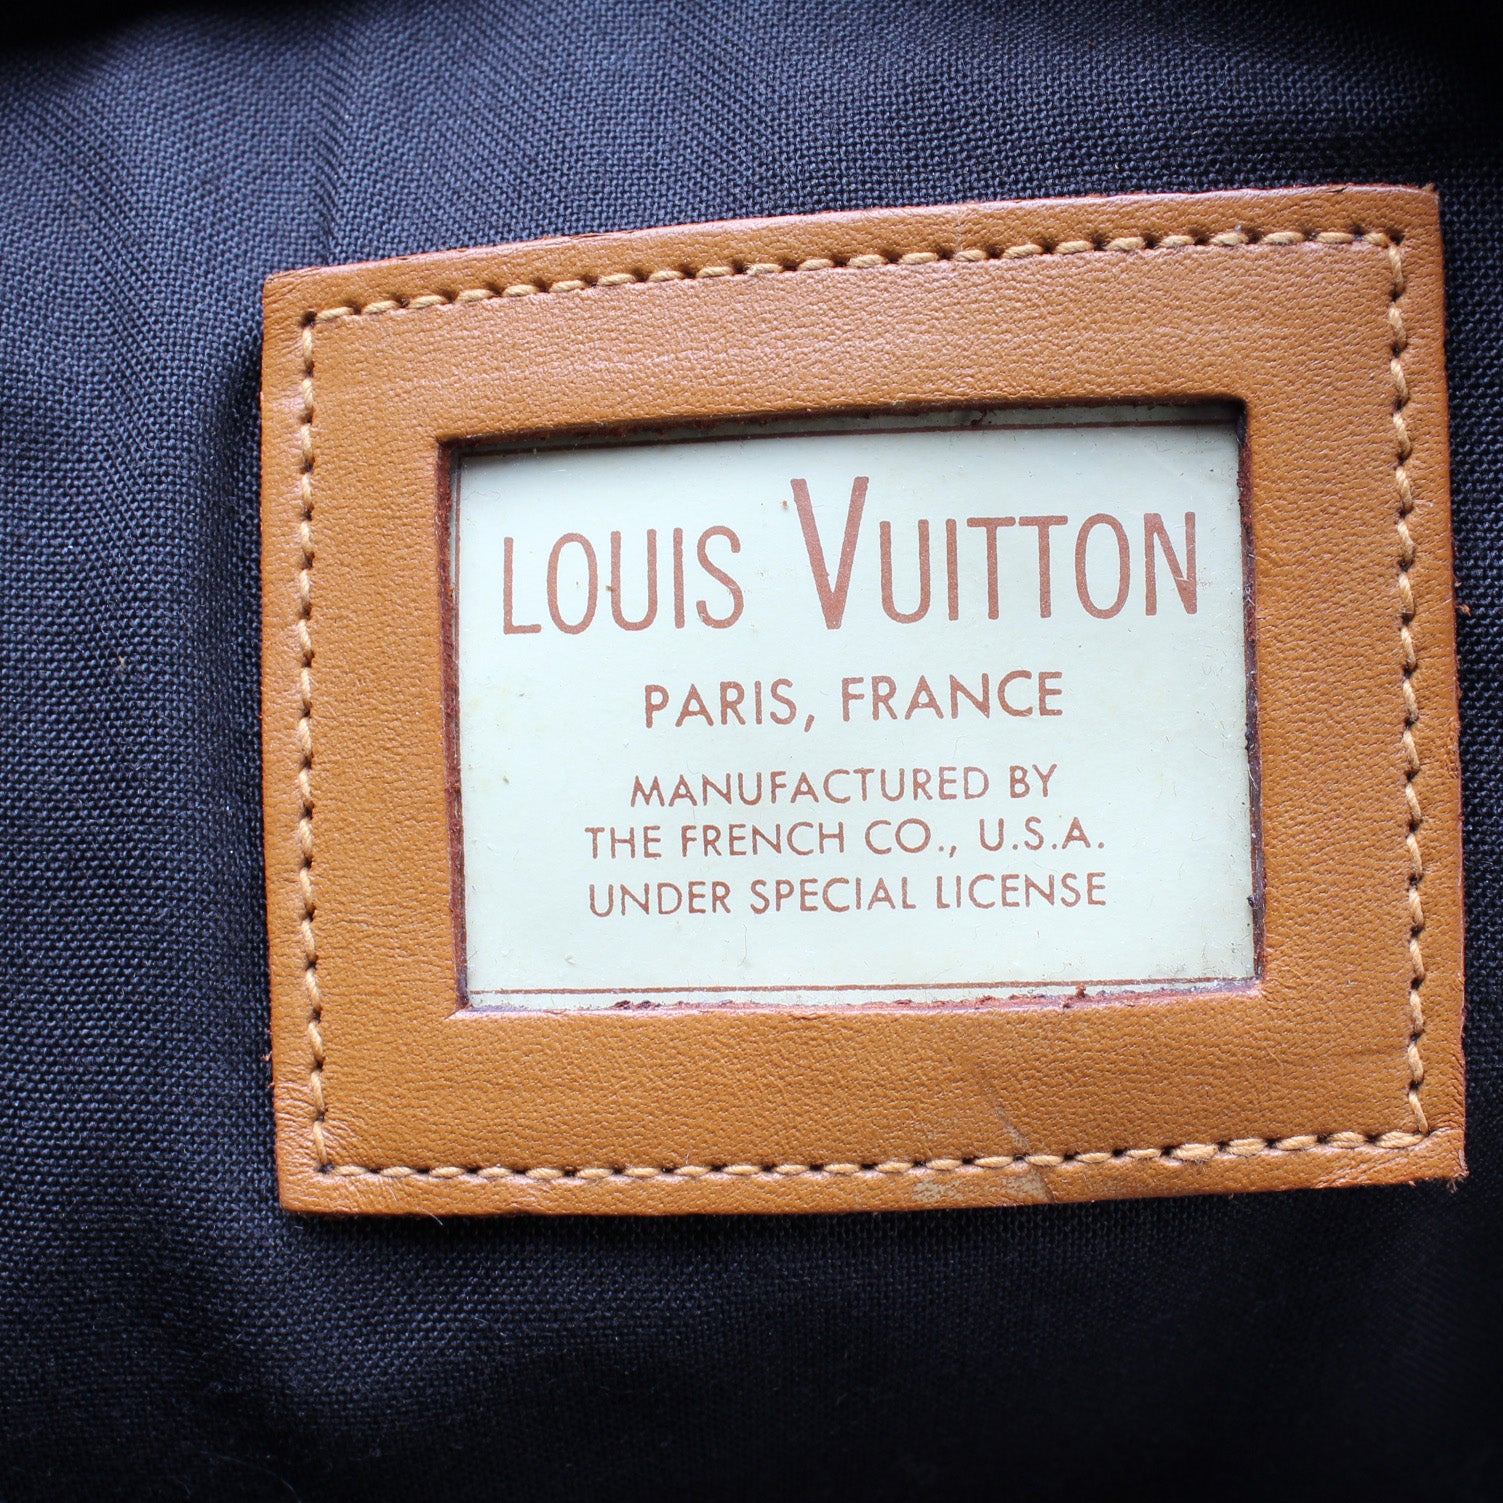 LOUIS VUITTON
PARIS, FRANCE
MANUFACTURED BY
THE FRENCH CO., U.S.A.
UNDER SPECIAL LICENSE